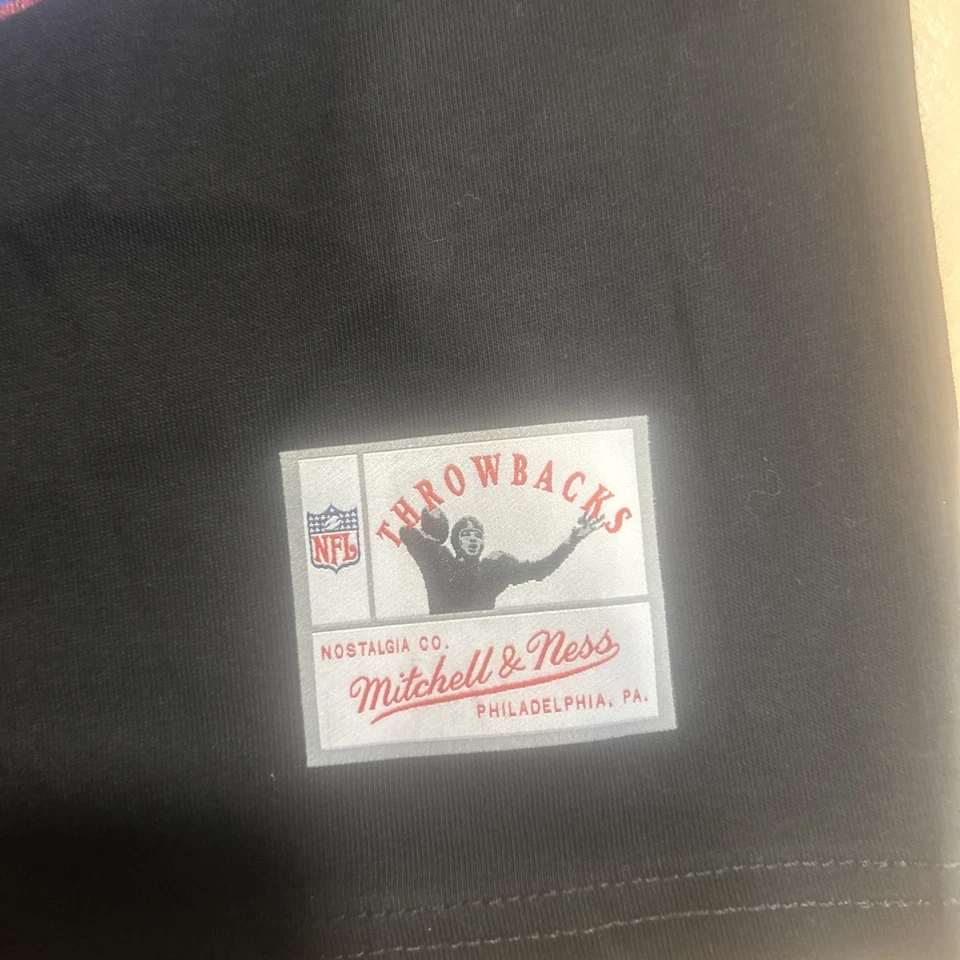 THROWBACKS
NFL
NOSTALGIA CO.
Mitchell & Ness
PHILADELPHIA, PA.